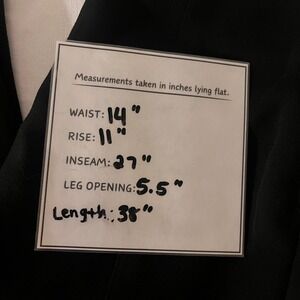 Measurements taken in inches lying flat.
WAIST: 14"
RISE: 11"
INSEAM: 27"
LEG OPENING: 5.5"
Length: 38"